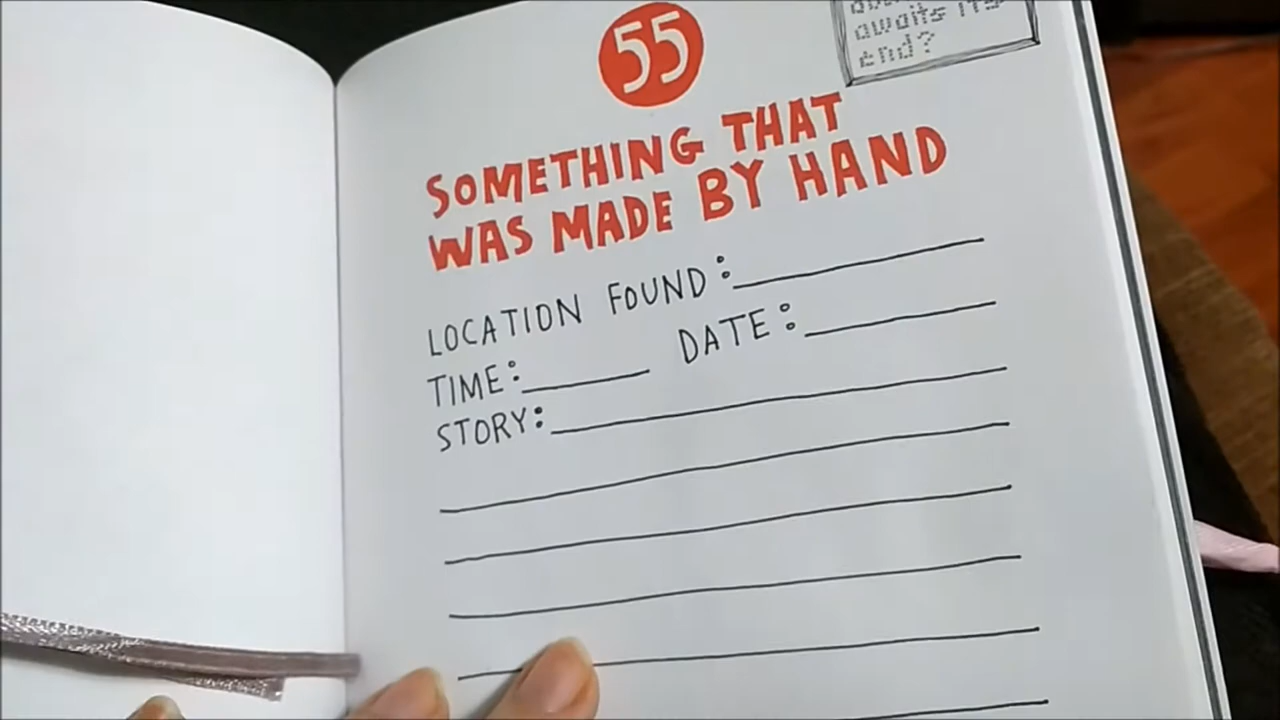 55
awaits its
end?
SOMETHING THAT
WAS MADE BY HAND
LOCATION FOUND:
TIME: DATE:
STORY: